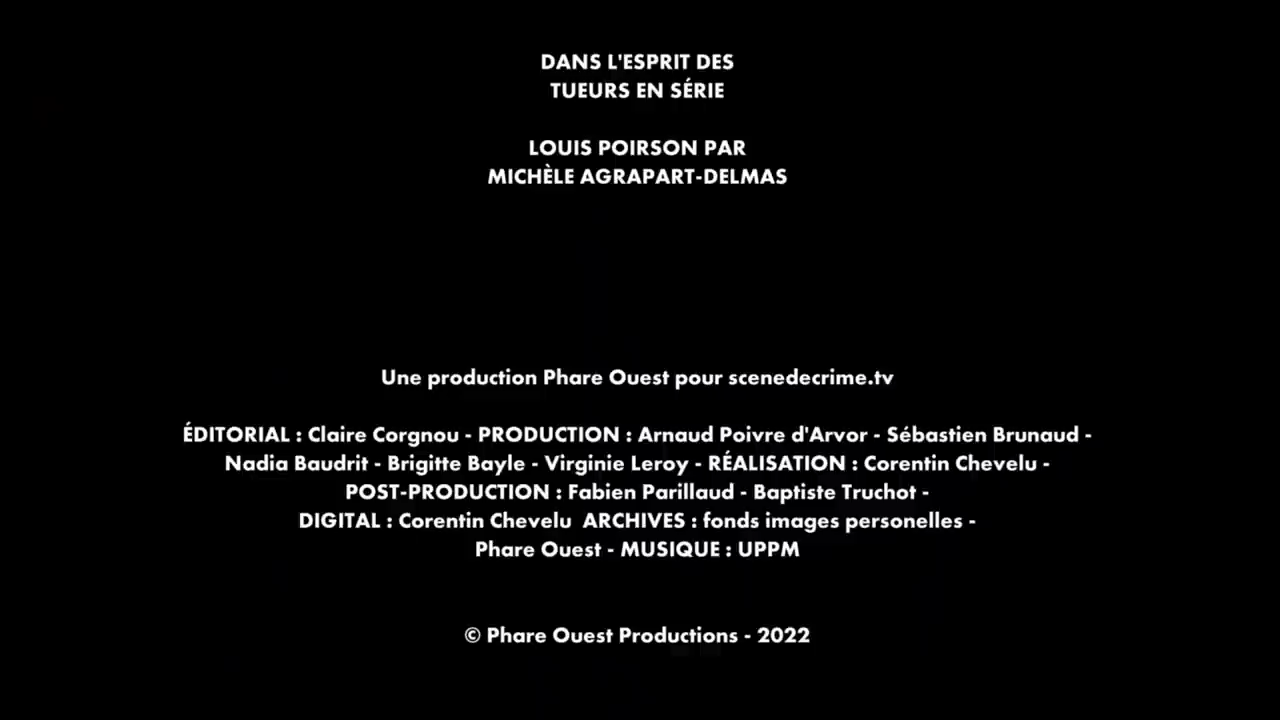 DANS L'ESPRIT DES
TUEURS EN SÉRIE
LOUIS POIRSON PAR
MICHÈLE AGRAPART-DELMAS
Une production Phare Ouest pour scenedecrime.tv
ÉDITORIAL : Claire Corgnou - PRODUCTION : Arnaud Poivre d'Arvor - Sébastien Brunaud -
Nadia Baudrit - Brigitte Bayle - Virginie Leroy - RÉALISATION : Corentin Chevelu -
POST-PRODUCTION : Fabien Parillaud - Baptiste Truchot -
DIGITAL : Corentin Chevelu  ARCHIVES : fonds images personelles -
Phare Ouest - MUSIQUE : UPPM
© Phare Ouest Productions - 2022